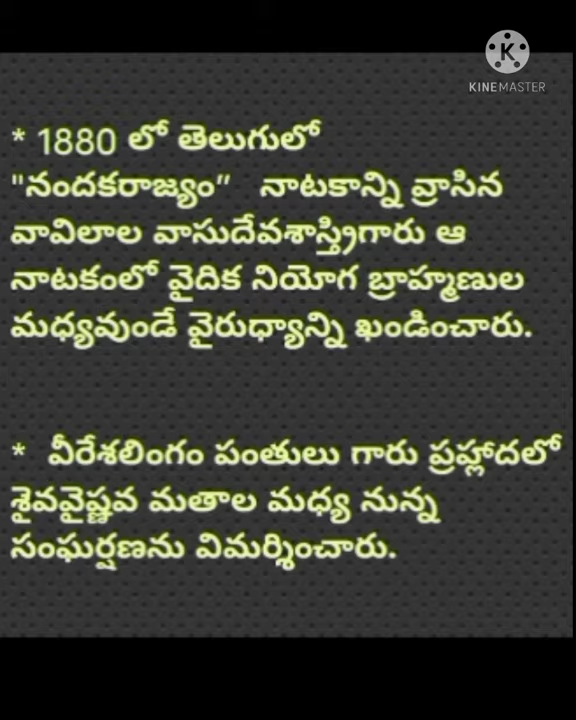 KINEMASTER
* 1880 లో తెలుగులో
"నందకరాజ్యం" నాటకాన్ని వ్రాసిన
వావిలాల వాసుదేవశాస్త్రిగారు ఆ
నాటకంలో వైదిక నియోగ బ్రాహ్మణుల
మధ్యవుండే వైరుధ్యాన్ని ఖండించారు.
* వీరేశలింగం పంతులు గారు ప్రహ్లాదలో
శైవవైష్ణవ మతాల మధ్య నున్న
సంఘర్షణను విమర్శించారు.